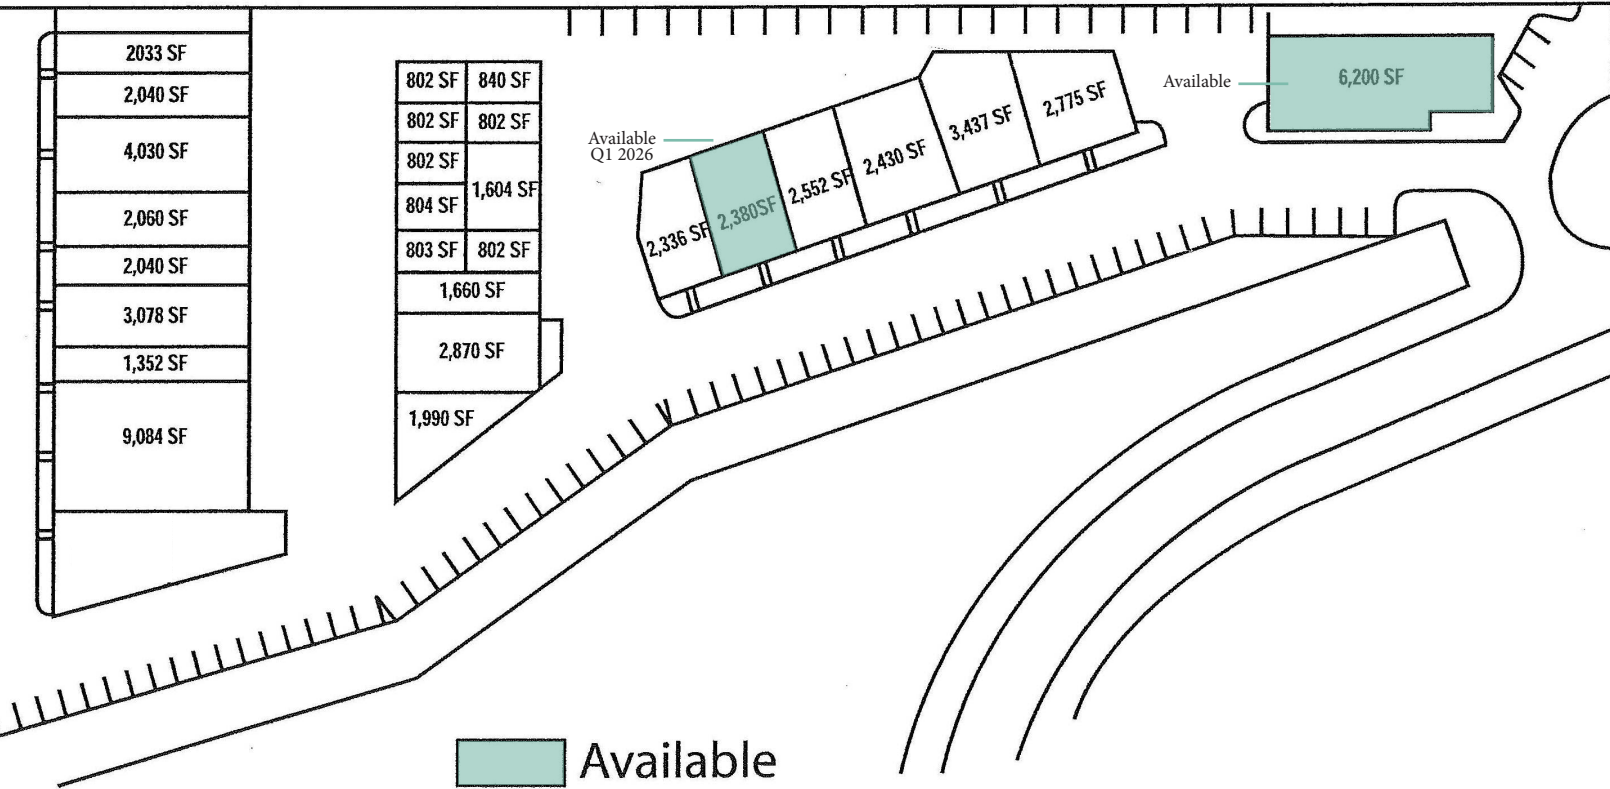 2033 SF
2,040 SF
4,030 SF
2,060 SF
2,040 SF
3,078 SF
1,352 SF
9,084 SF
802 SF
840 SF
802 SF
802 SF
802 SF
1,604 SF
804 SF
803 SF
802 SF
1,660 SF
2,870 SF
1,990 SF
Available
Q1 2026
2,336 SF
2,380SF
2,552 SF
2,430 SF
3,437 SF
2,775 SF
Available
6,200 SF
Available